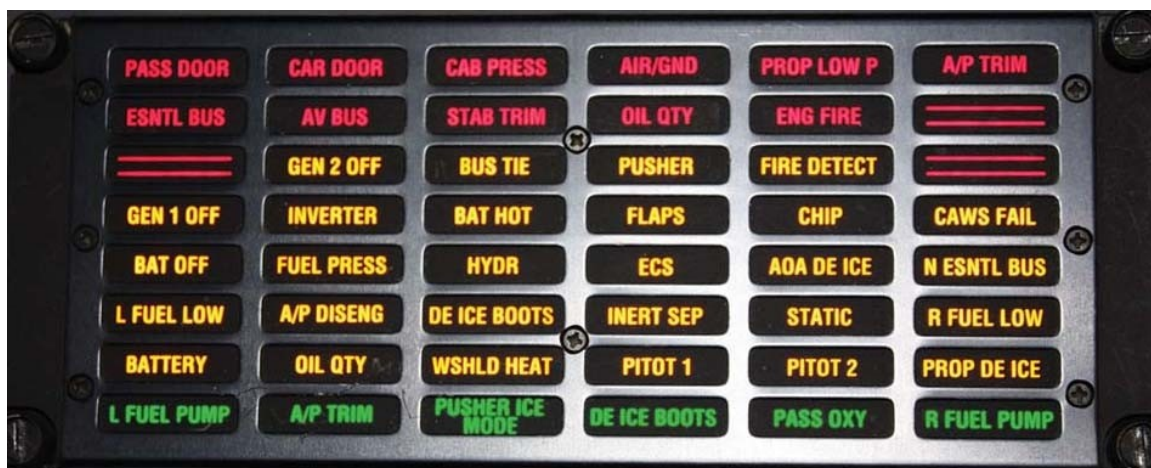 PASS DOOR CAR DOOR CAB PRESS AIR/GND PROP LOW P A/P TRIM
ESNTL BUS AV BUS STAB TRIM OIL QTY ENG FIRE
GEN 2 OFF BUS TIE PUSHER FIRE DETECT
GEN 1 OFF INVERTER BAT HOT FLAPS CHIP CAWS FAIL
BAT OFF FUEL PRESS HYDR ECS AOA DE ICE N ESNTL BUS
L FUEL LOW A/P DISENG DE ICE BOOTS INERT SEP STATIC R FUEL LOW
BATTERY OIL QTY WSHLD HEAT PITOT 1 PITOT 2 PROP DE ICE
L FUEL PUMP A/P TRIM PUSHER ICE MODE DE ICE BOOTS PASS OXY R FUEL PUMP